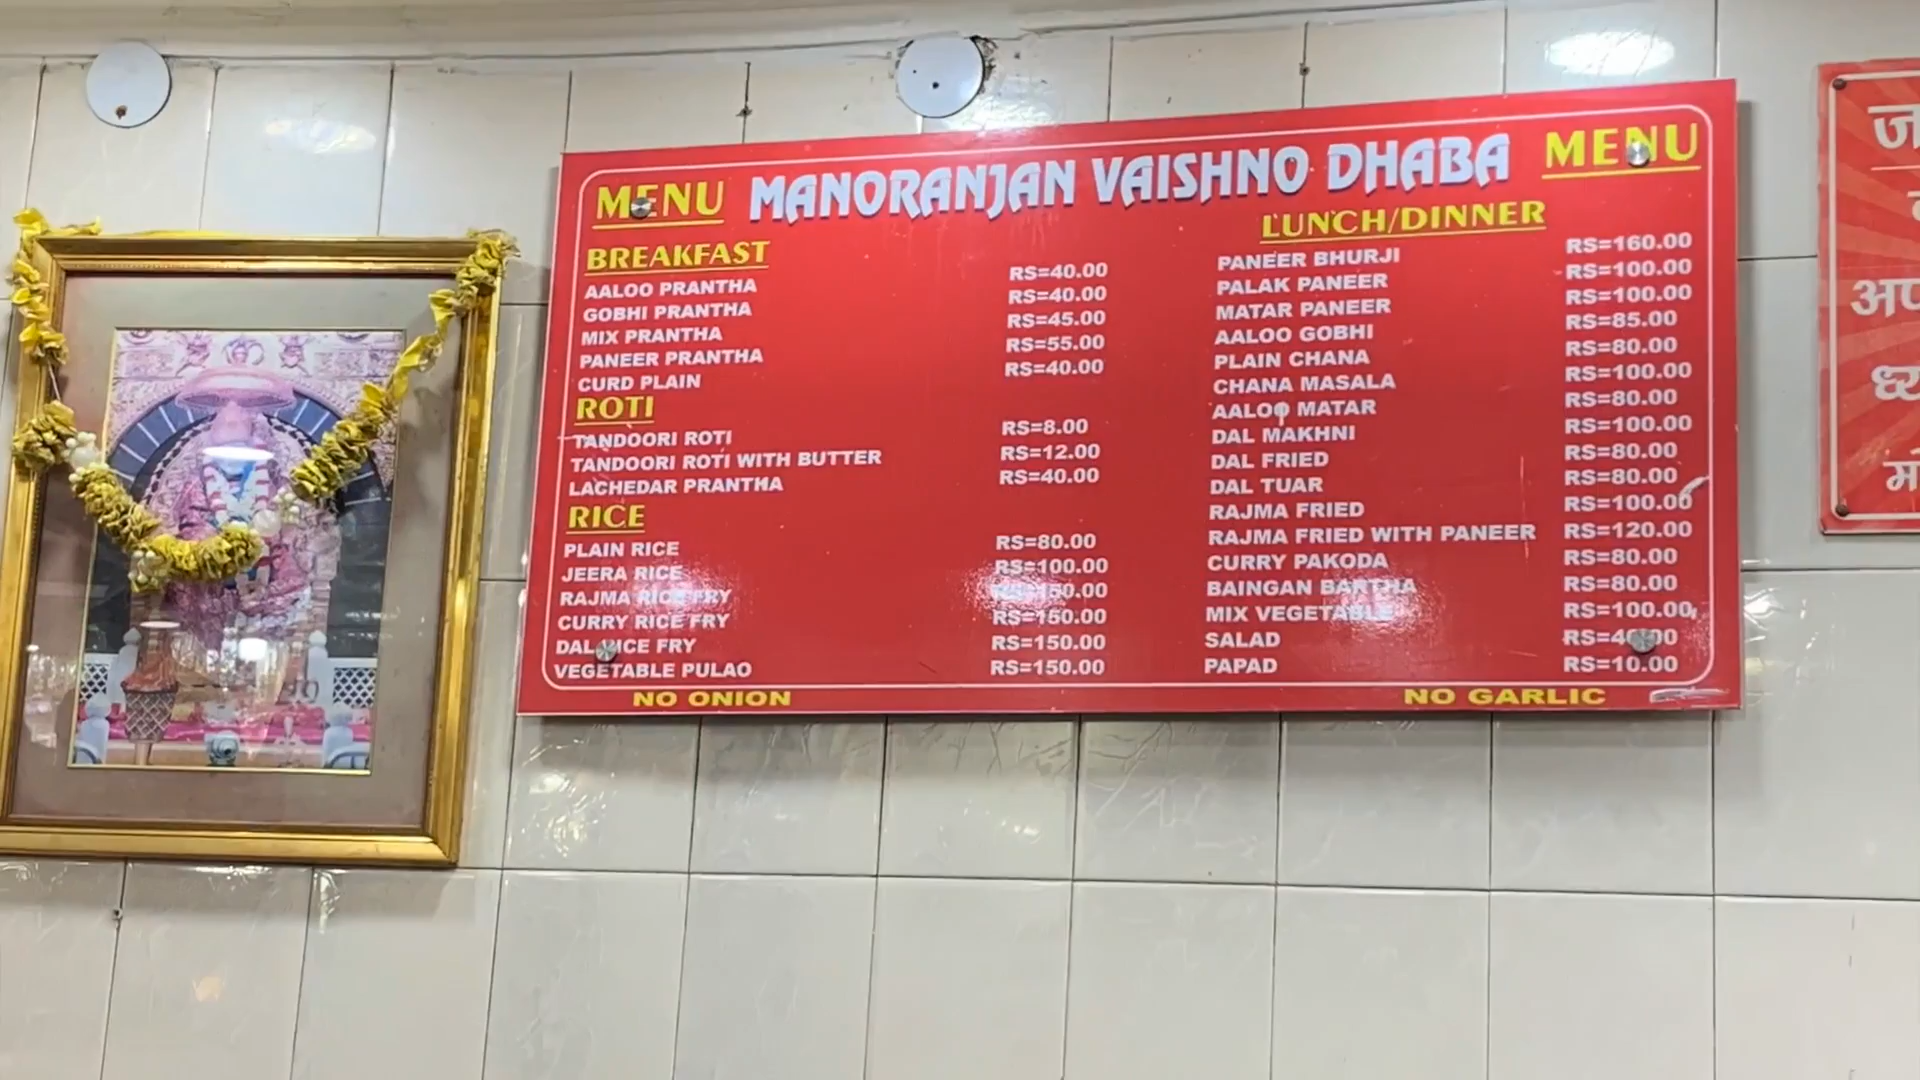 MENU MANORANJAN VAISHNO DHABA MENU
BREAKFAST
AALOO PRANTHA RS=40.00
GOBHI PRANTHA RS=40.00
MIX PRANTHA RS=45.00
PANEER PRANTHA RS=55.00
CURD PLAIN RS=40.00
ROTI
TANDOORI ROTI RS=8.00
TANDOORI ROTI WITH BUTTER RS=12.00
LACHEDAR PRANTHA RS=40.00
RICE
PLAIN RICE RS=80.00
JEERA RICE RS=100.00
RAJMA RICE FRY RS=150.00
CURRY RICE FRY RS=150.00
DAL RICE FRY RS=150.00
VEGETABLE PULAO RS=150.00
LUNCH/DINNER
PANEER BHURJI RS=160.00
PALAK PANEER RS=100.00
MATAR PANEER RS=100.00
AALOO GOBHI RS=85.00
PLAIN CHANA RS=80.00
CHANA MASALA RS=100.00
AALOO MATAR RS=80.00
DAL MAKHNI RS=100.00
DAL FRIED RS=80.00
DAL TUAR RS=80.00
RAJMA FRIED RS=100.00
RAJMA FRIED WITH PANEER RS=120.00
CURRY PAKODA RS=80.00
BAINGAN BARTHA RS=80.00
MIX VEGETABLE RS=100.00
SALAD RS=40.00
PAPAD RS=10.00
NO ONION NO GARLIC